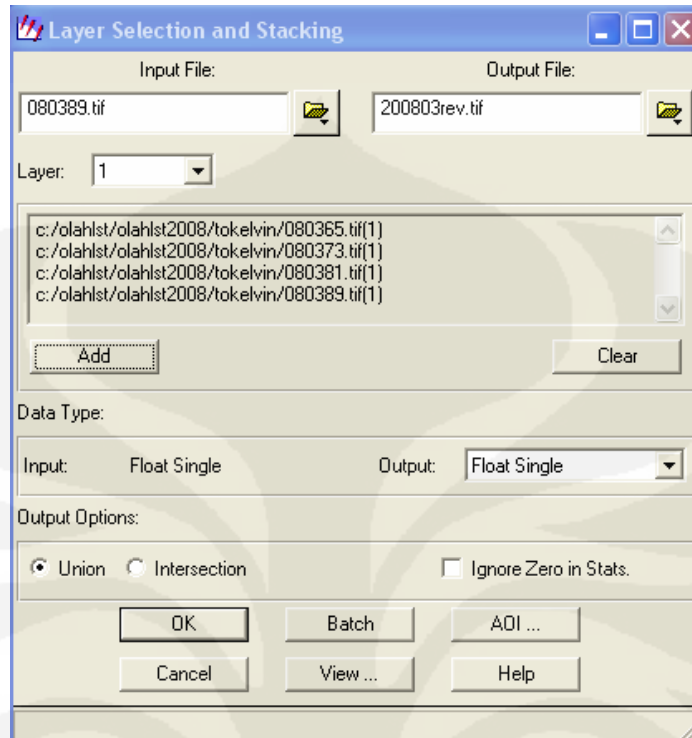 Layer Selection and Stacking
Input File: Output File:
080389.tif 200803rev.tif
Layer: 1
c:/olahlst/olahlst2008/tokelvin/080365.tif(1)
c:/olahlst/olahlst2008/tokelvin/080373.tif(1)
c:/olahlst/olahlst2008/tokelvin/080381.tif(1)
c:/olahlst/olahlst2008/tokelvin/080389.tif(1)
Add Clear
Data Type:
Input: Float Single Output: Float Single
Output Options:
Union Intersection Ignore Zero in Stats.
OK Batch AOI ...
Cancel View ... Help